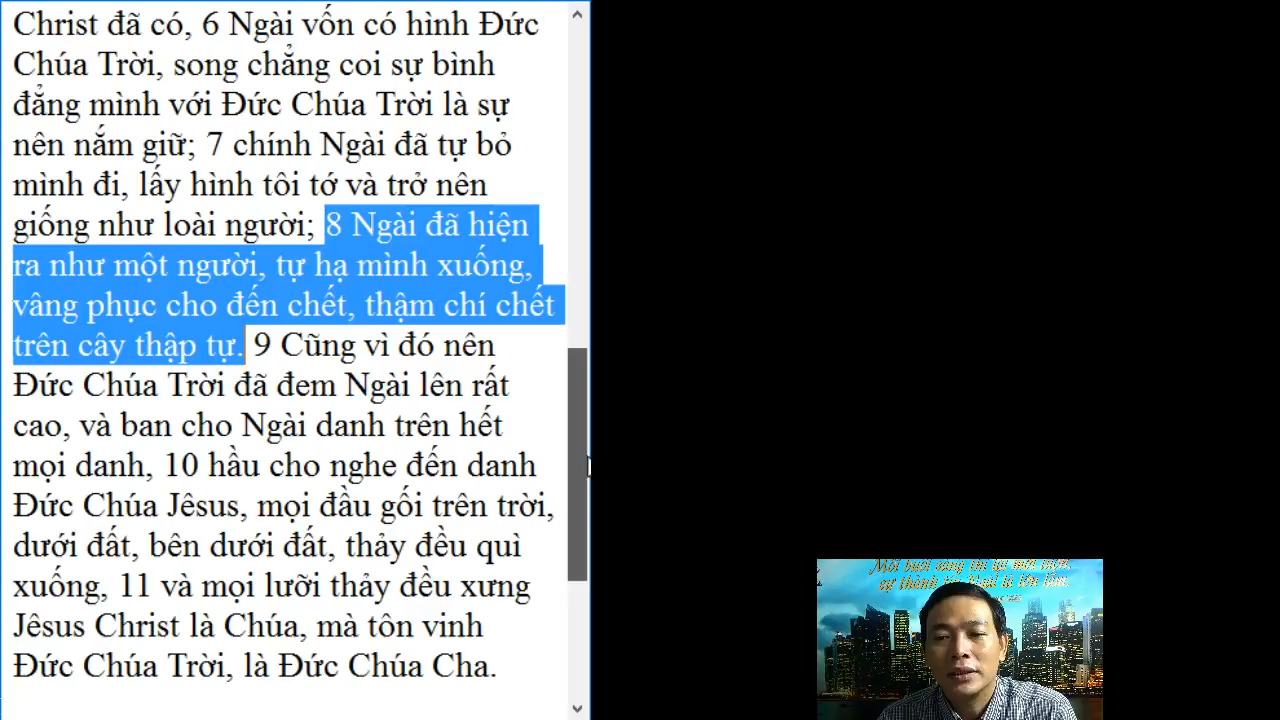 Christ đã có, 6 Ngài vốn có hình Đức
Chúa Trời, song chẳng coi sự bình
đẳng mình với Đức Chúa Trời là sự
nên nắm giữ; 7 chính Ngài đã tự bỏ
mình đi, lấy hình tôi tớ và trở nên
giống như loài người; 8 Ngài đã hiện
ra như một người, tự hạ mình xuống,
vâng phục cho đến chết, thậm chí chết
trên cây thập tự. 9 Cũng vì đó nên
Đức Chúa Trời đã đem Ngài lên rất
cao, và ban cho Ngài danh trên hết
mọi danh, 10 hầu cho nghe đến danh
Đức Chúa Jêsus, mọi đầu gối trên trời,
dưới đất, bên dưới đất, thảy đều quì
xuống, 11 và mọi lưỡi thảy đều xưng
Jêsus Christ là Chúa, mà tôn vinh
Đức Chúa Trời, là Đức Chúa Cha.
Mỗi buổi sáng thì lại mới luôn,
sự thành tín Ngài là lớn lắm.